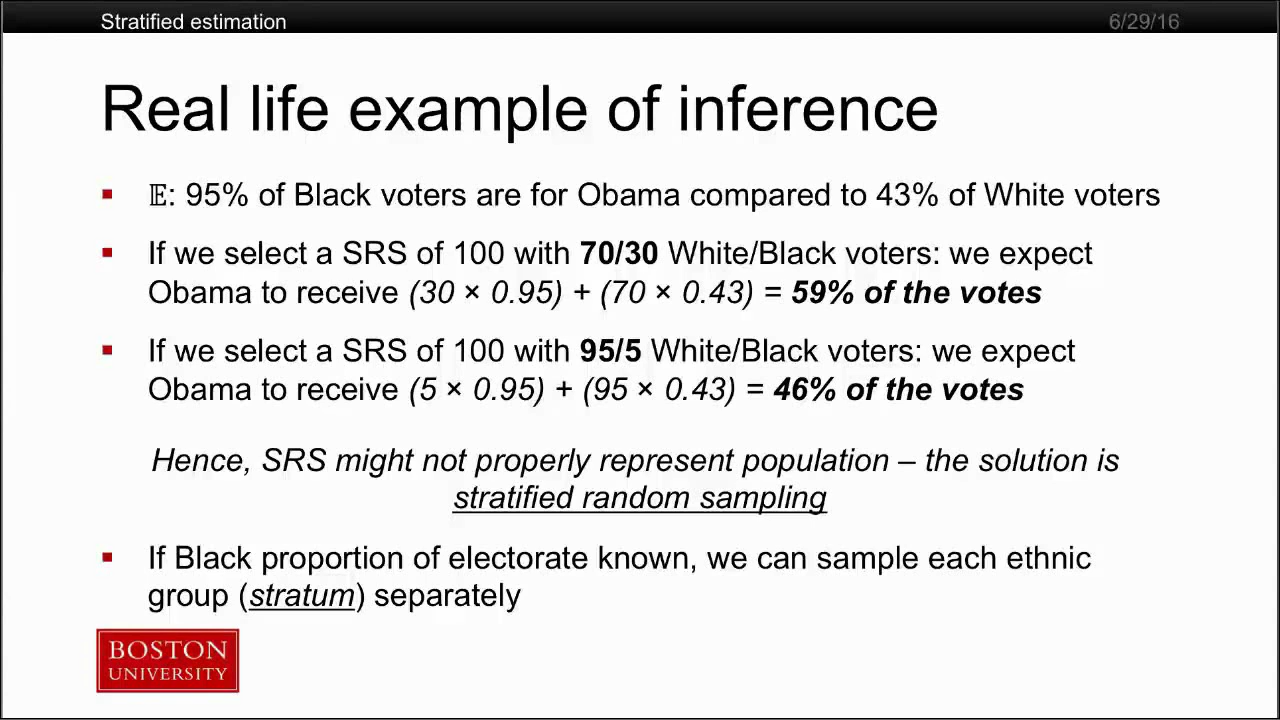 Stratified estimation 6/29/16
Real life example of inference
▪ 𝔼: 95% of Black voters are for Obama compared to 43% of White voters
▪ If we select a SRS of 100 with 70/30 White/Black voters: we expect
Obama to receive (30 × 0.95) + (70 × 0.43) = 59% of the votes
▪ If we select a SRS of 100 with 95/5 White/Black voters: we expect
Obama to receive (5 × 0.95) + (95 × 0.43) = 46% of the votes
Hence, SRS might not properly represent population – the solution is
stratified random sampling
▪ If Black proportion of electorate known, we can sample each ethnic
group (stratum) separately
BOSTON
UNIVERSITY